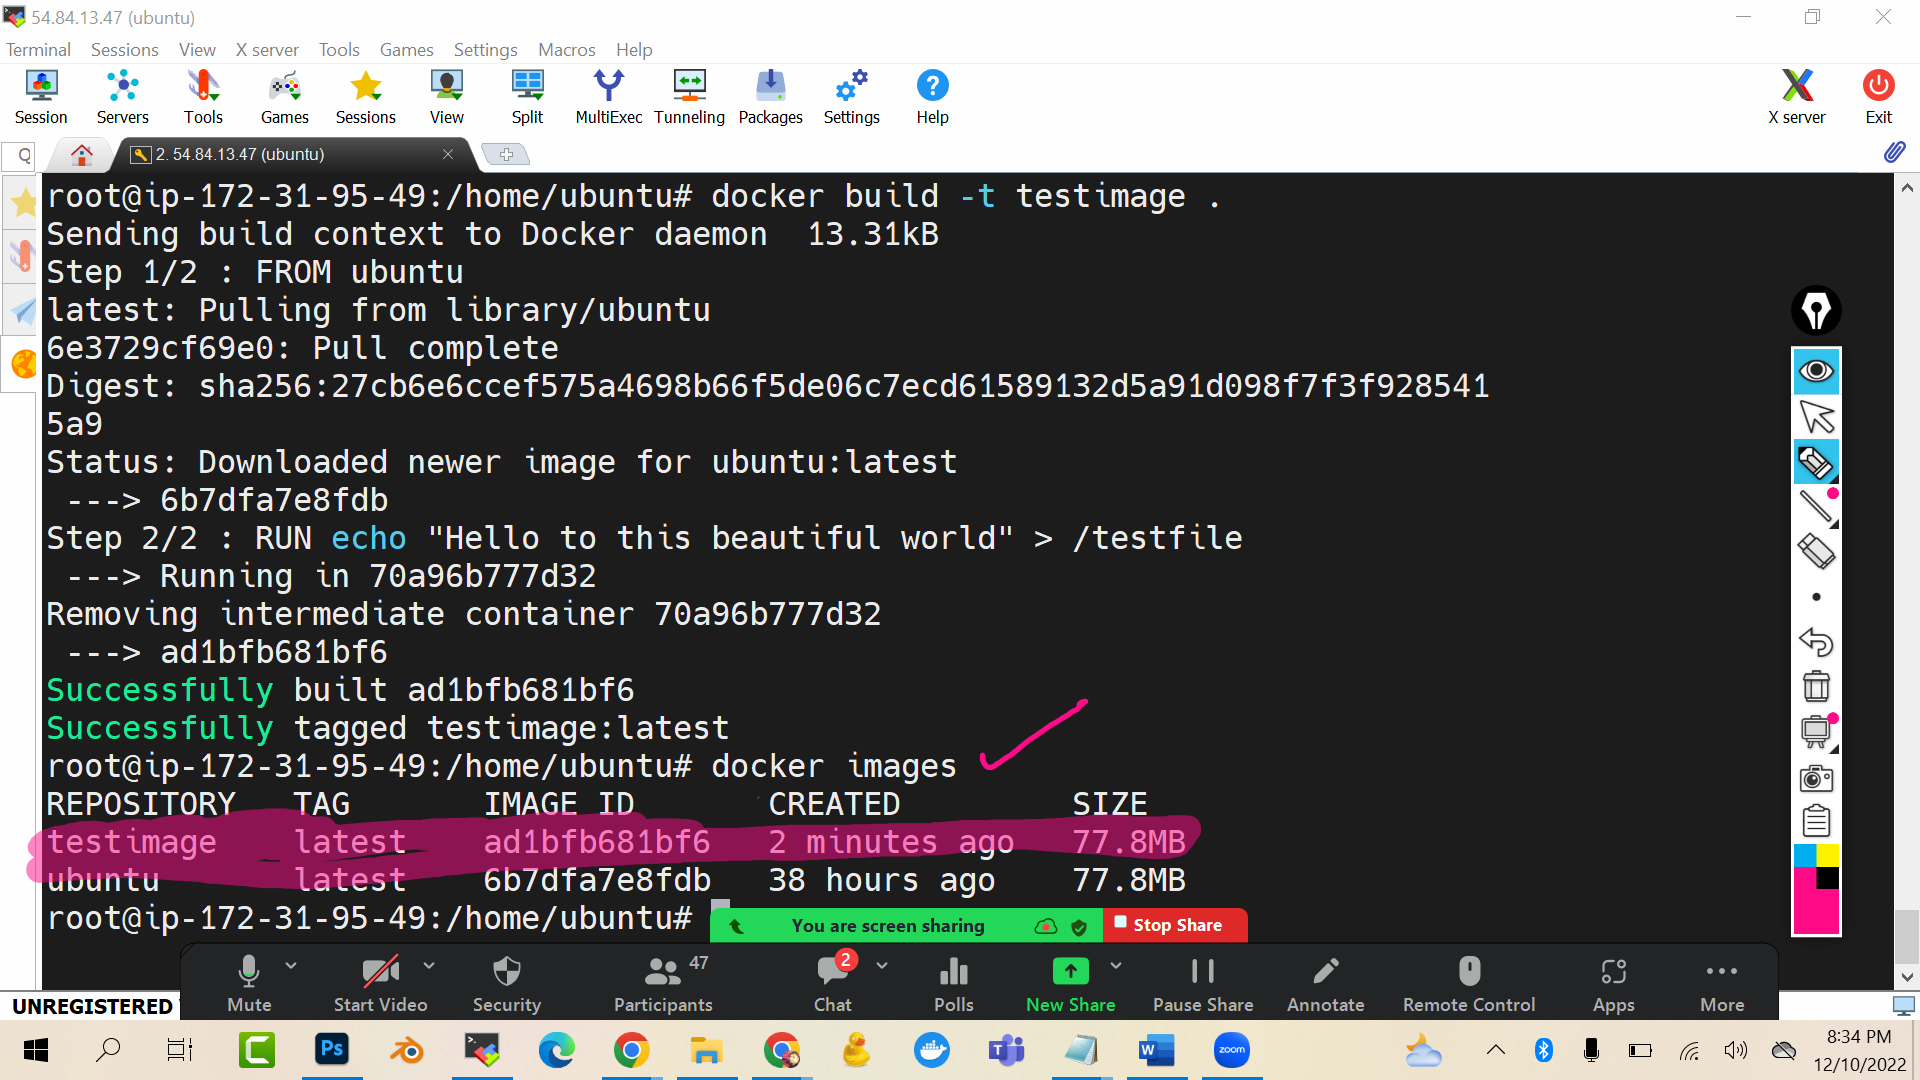 54.84.13.47 (ubuntu)
Terminal Sessions View X server Tools Games Settings Macros Help
Session Servers Tools Games Sessions View Split MultiExec Tunneling Packages Settings Help X server Exit
2. 54.84.13.47 (ubuntu)
root@ip-172-31-95-49:/home/ubuntu# docker build -t testimage .
Sending build context to Docker daemon  13.31kB
Step 1/2 : FROM ubuntu
latest: Pulling from library/ubuntu
6e3729cf69e0: Pull complete
Digest: sha256:27cb6e6ccef575a4698b66f5de06c7ecd61589132d5a91d098f7f3f928541
5a9
Status: Downloaded newer image for ubuntu:latest
 ---> 6b7dfa7e8fdb
Step 2/2 : RUN echo "Hello to this beautiful world" > /testfile
 ---> Running in 70a96b777d32
Removing intermediate container 70a96b777d32
 ---> ad1bfb681bf6
Successfully built ad1bfb681bf6
Successfully tagged testimage:latest
root@ip-172-31-95-49:/home/ubuntu# docker images
REPOSITORY   TAG       IMAGE ID       CREATED         SIZE
testimage    latest    ad1bfb681bf6   2 minutes ago   77.8MB
ubuntu       latest    6b7dfa7e8fdb   38 hours ago    77.8MB
root@ip-172-31-95-49:/home/ubuntu#
You are screen sharing Stop Share
47 2
Mute Start Video Security Participants Chat Polls New Share Pause Share Annotate Remote Control Apps More
UNREGISTERED
Ps zoom
8:34 PM
12/10/2022